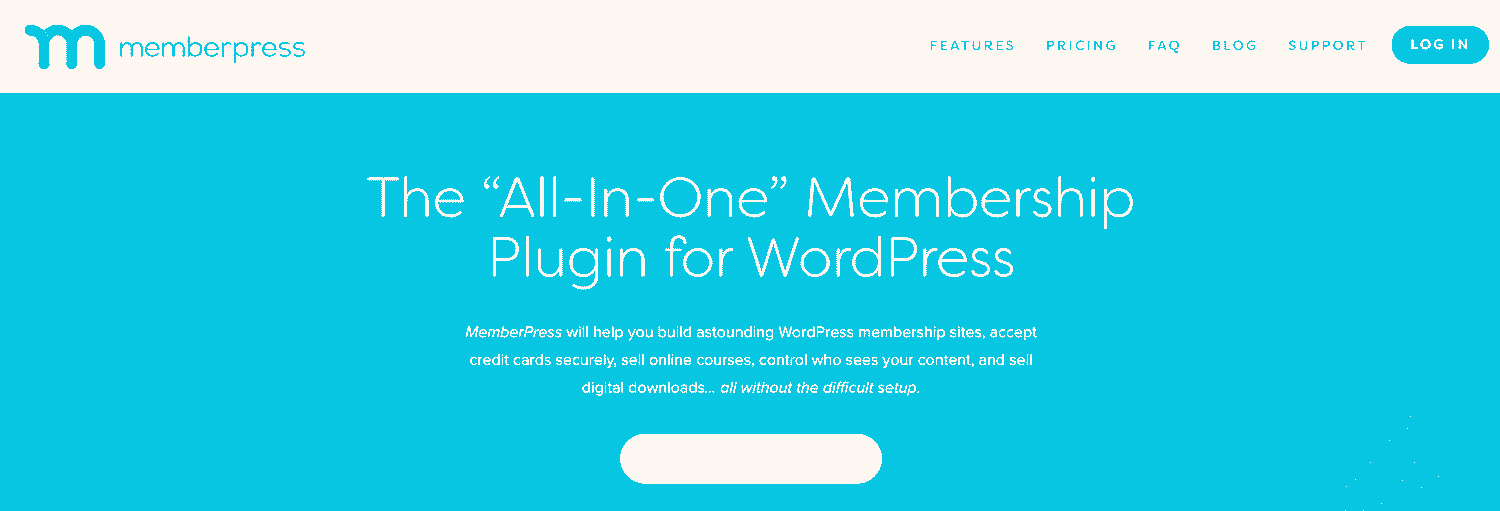 memberpress
FEATURES PRICING FAQ BLOG SUPPORT LOG IN
The “All-In-One” Membership
Plugin for WordPress
MemberPress will help you build astounding WordPress membership sites, accept
credit cards securely, sell online courses, control who sees your content, and sell
digital downloads... all without the difficult setup.